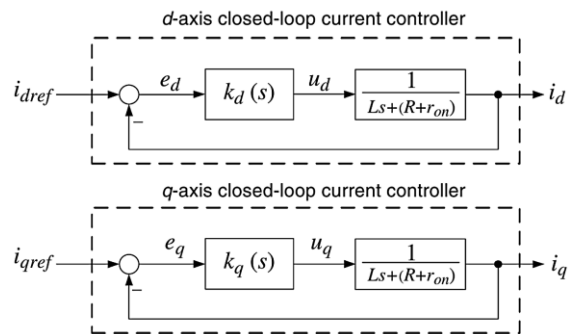 d-axis closed-loop current controller
i_dref e_d k_d(s) u_d 1/(Ls+(R+r_on)) i_d
−
q-axis closed-loop current controller
i_qref e_q k_q(s) u_q 1/(Ls+(R+r_on)) i_q
−